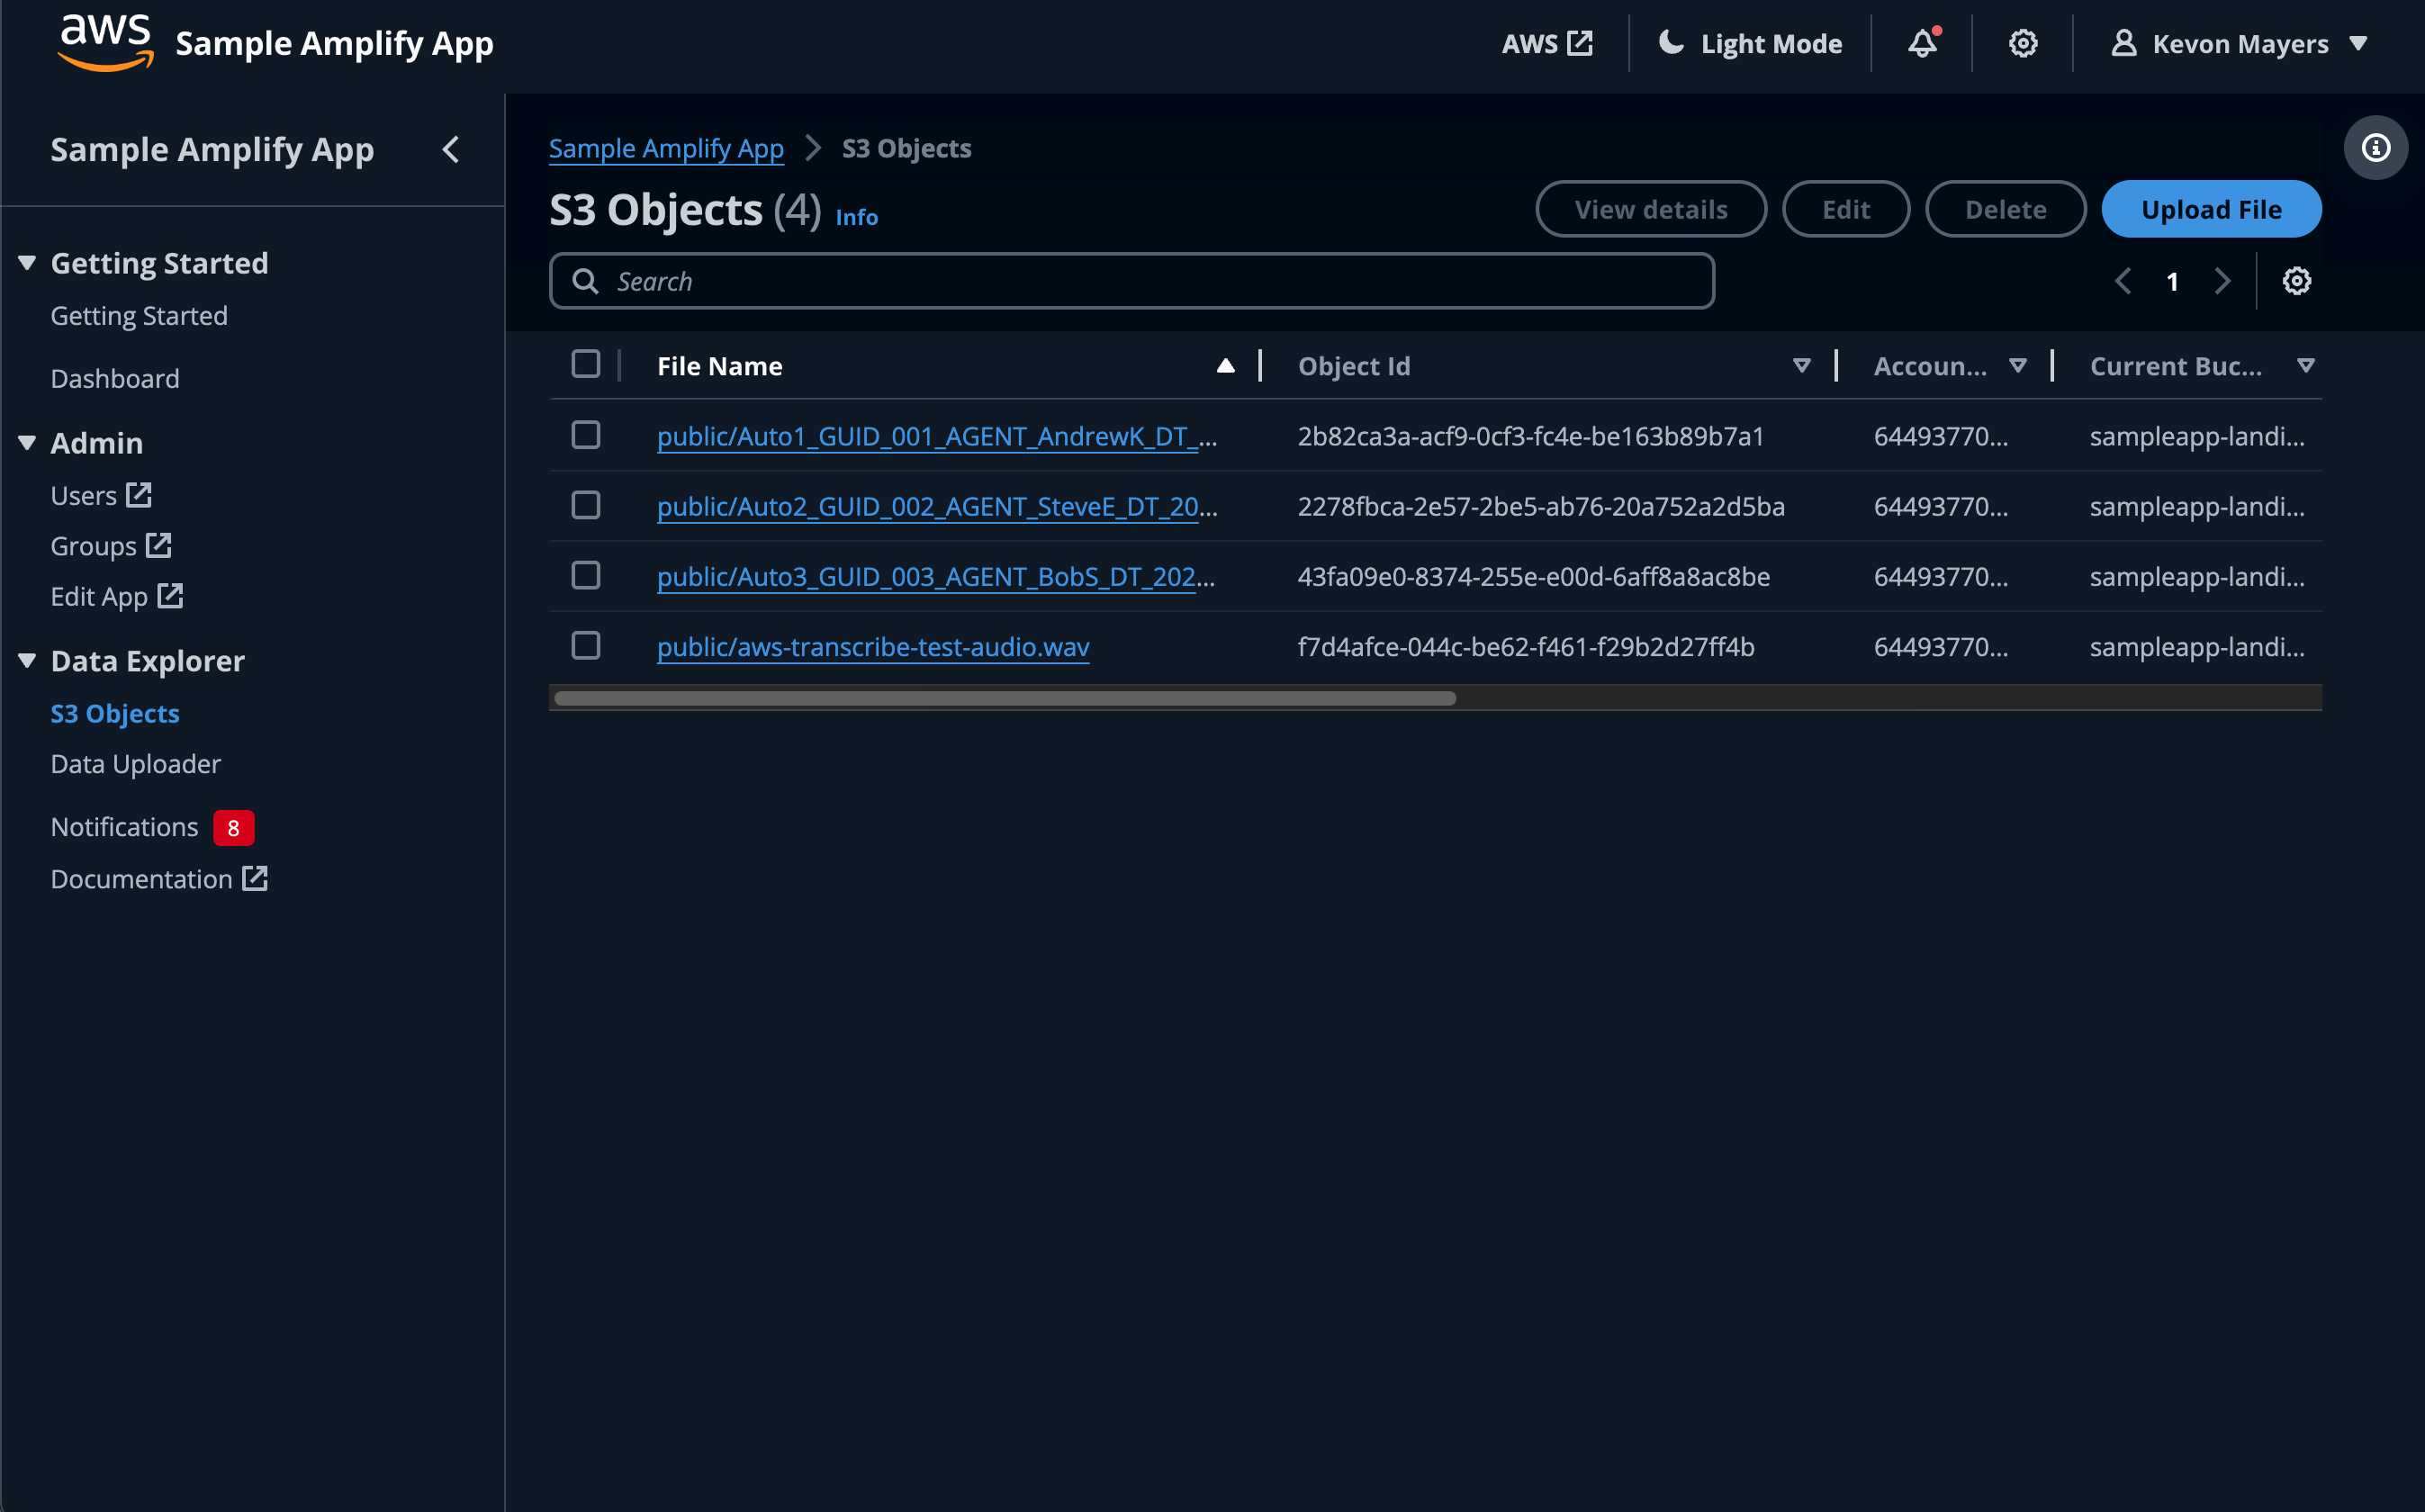 aws Sample Amplify App
AWS Light Mode Kevon Mayers
Sample Amplify App
Getting Started
Getting Started
Dashboard
Admin
Users
Groups
Edit App
Data Explorer
S3 Objects
Data Uploader
Notifications 8
Documentation
Sample Amplify App > S3 Objects
S3 Objects (4) Info
View details Edit Delete Upload File
Search
1
File Name Object Id Accoun... Current Buc...
public/Auto1_GUID_001_AGENT_AndrewK_DT_... 2b82ca3a-acf9-0cf3-fc4e-be163b89b7a1 64493770... sampleapp-landi...
public/Auto2_GUID_002_AGENT_SteveE_DT_20... 2278fbca-2e57-2be5-ab76-20a752a2d5ba 64493770... sampleapp-landi...
public/Auto3_GUID_003_AGENT_BobS_DT_202... 43fa09e0-8374-255e-e00d-6aff8a8ac8be 64493770... sampleapp-landi...
public/aws-transcribe-test-audio.wav f7d4afce-044c-be62-f461-f29b2d27ff4b 64493770... sampleapp-landi...